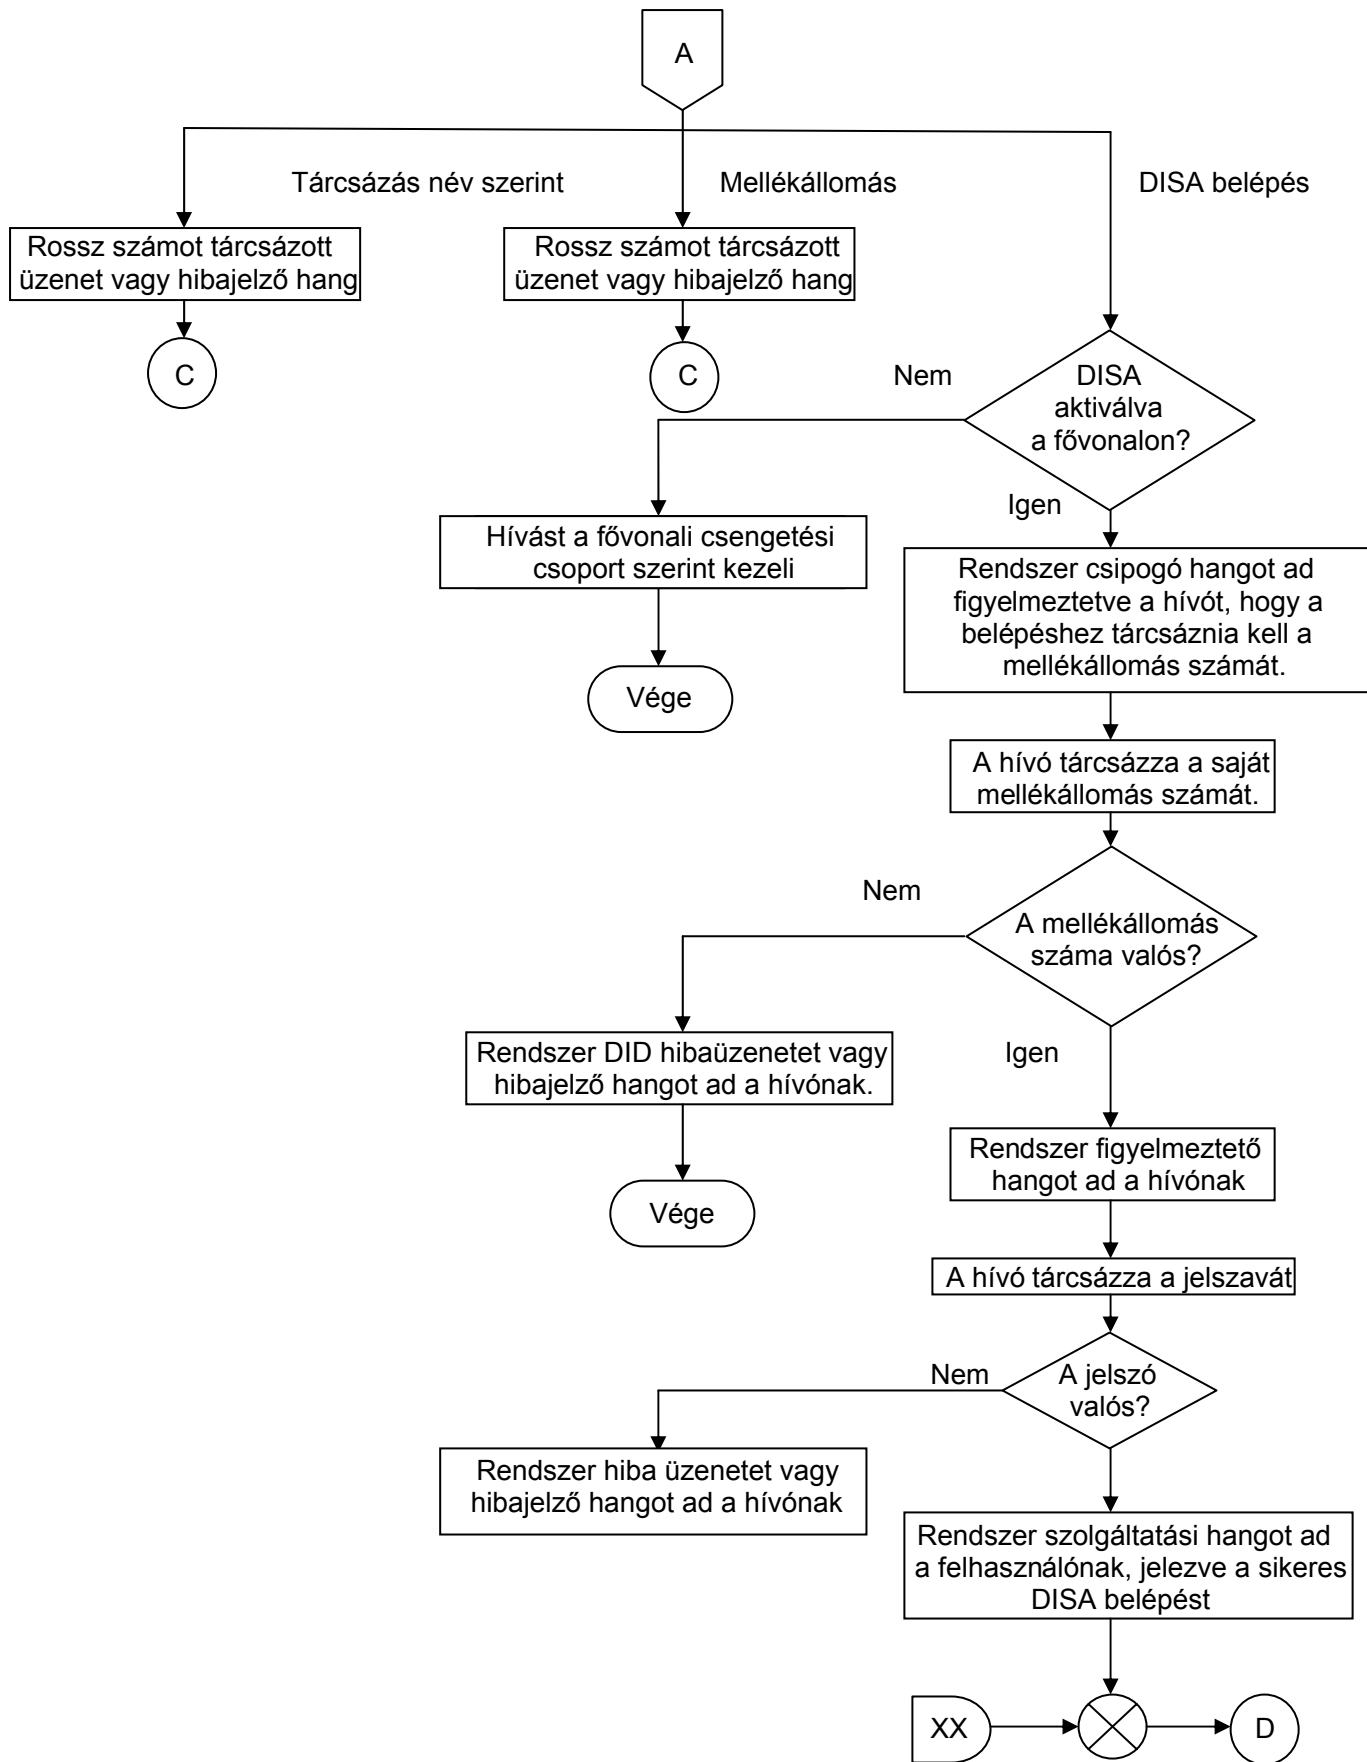 A
Tárcsázás név szerint
Mellékállomás
DISA belépés
Rossz számot tárcsázott
üzenet vagy hibajelző hang
Rossz számot tárcsázott
üzenet vagy hibajelző hang
C
C
Nem
DISA
aktiválva
a fővonalon?
Igen
Hívást a fővonali csengetési
csoport szerint kezeli
Rendszer csipogó hangot ad
figyelmeztetve a hívót, hogy a
belépéshez tárcsáznia kell a
mellékállomás számát.
Vége
A hívó tárcsázza a saját
mellékállomás számát.
Nem
A mellékállomás
száma valós?
Rendszer DID hibaüzenetet vagy
hibajelző hangot ad a hívónak.
Igen
Rendszer figyelmeztető
hangot ad a hívónak
Vége
A hívó tárcsázza a jelszavát
Nem
A jelszó
valós?
Rendszer hiba üzenetet vagy
hibajelző hangot ad a hívónak
Rendszer szolgáltatási hangot ad
a felhasználónak, jelezve a sikeres
DISA belépést
XX
D